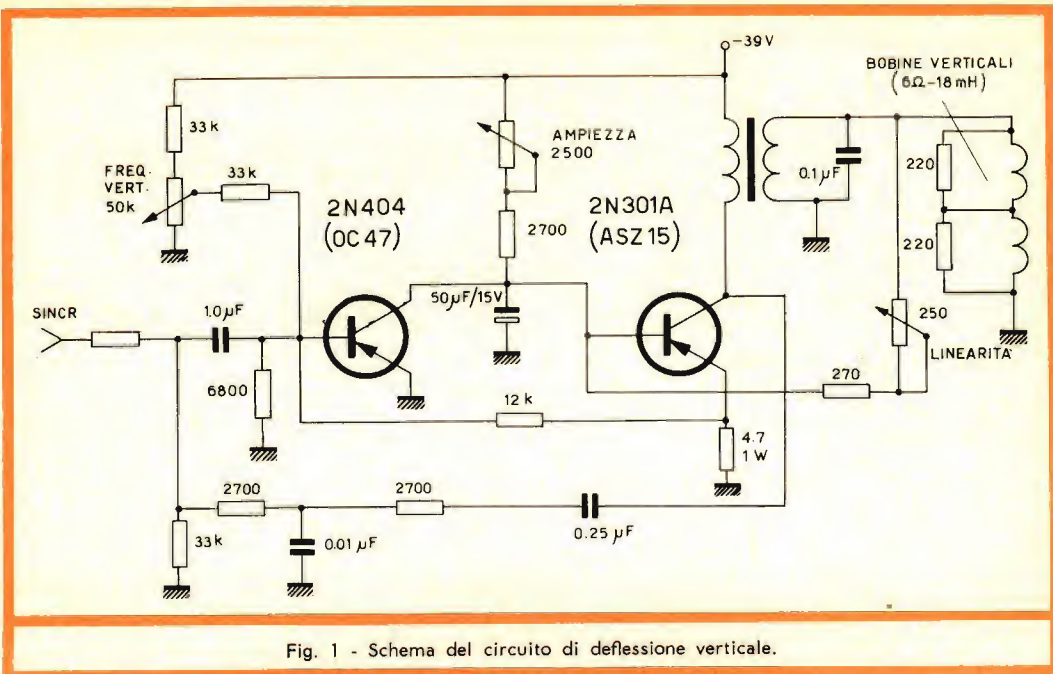 -39V
BOBINE VERTICALI
(6Ω-18mH)
33k
AMPIEZZA
2500
FREQ.
VERT.
50k
33k
0.1µF
220
2N404
(OC47)
2N301A
(ASZ15)
2700
220
50µF/15V
SINCR
1.0µF
250
LINEARITÀ
6800
270
12k
4.7
1W
2700
2700
33k
0.01µF
0.25µF
Fig. 1 - Schema del circuito di deflessione verticale.